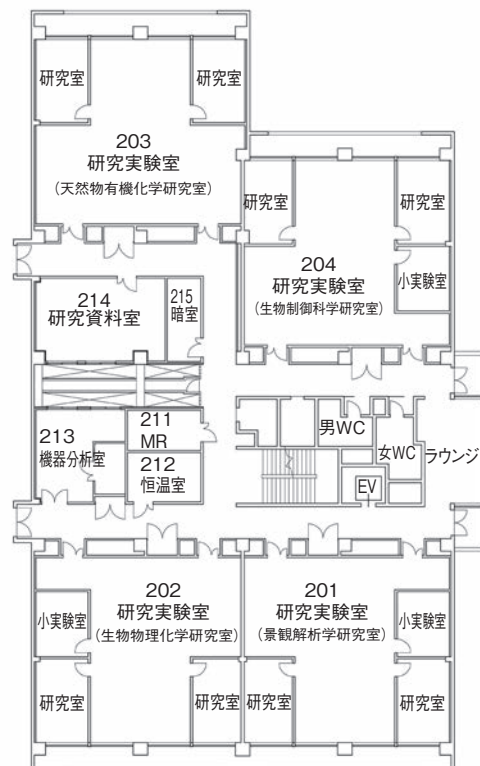 研究室
研究室
203
研究実験室
（天然物有機化学研究室）
研究室
研究室
204
研究実験室
（生物制御科学研究室）
小実験室
214
研究資料室
215
暗室
213
機器分析室
211
MR
212
恒温室
男WC
女WC
ラウンジ
EV
202
研究実験室
（生物物理化学研究室）
小実験室
研究室
研究室
201
研究実験室
（景観解析学研究室）
小実験室
研究室
研究室